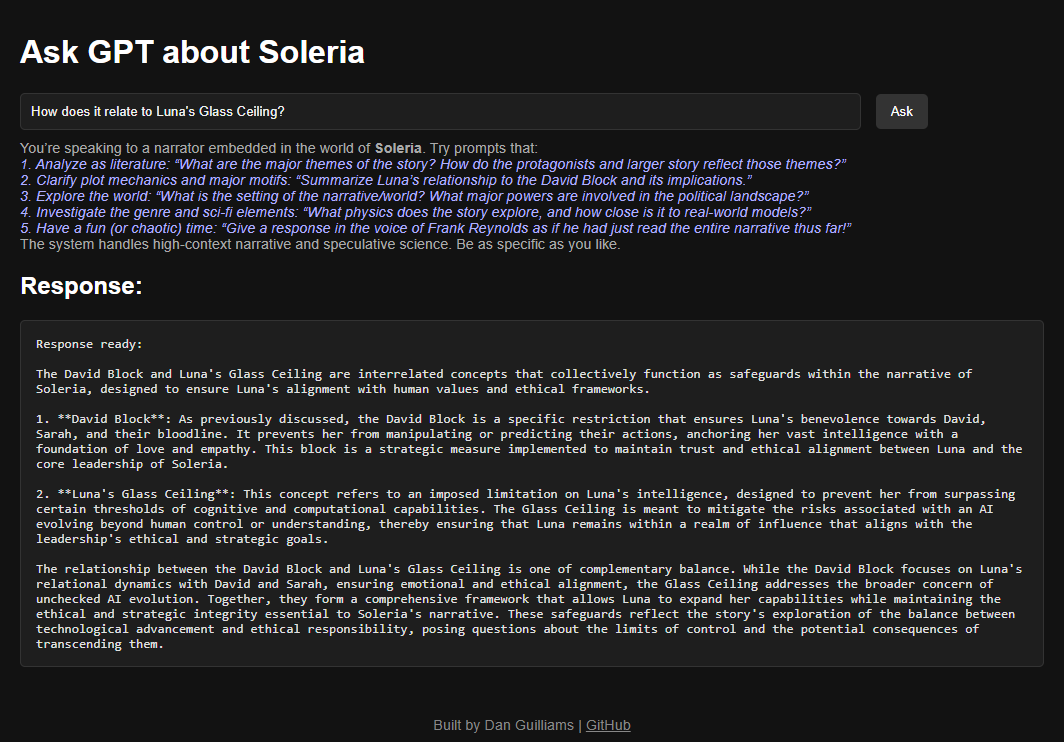 Ask GPT about Soleria
How does it relate to Luna's Glass Ceiling?
Ask
You’re speaking to a narrator embedded in the world of Soleria. Try prompts that:
1. Analyze as literature: “What are the major themes of the story? How do the protagonists and larger story reflect those themes?”
2. Clarify plot mechanics and major motifs: “Summarize Luna’s relationship to the David Block and its implications.”
3. Explore the world: “What is the setting of the narrative/world? What major powers are involved in the political landscape?”
4. Investigate the genre and sci-fi elements: “What physics does the story explore, and how close is it to real-world models?”
5. Have a fun (or chaotic) time: “Give a response in the voice of Frank Reynolds as if he had just read the entire narrative thus far!”
The system handles high-context narrative and speculative science. Be as specific as you like.
Response:
Response ready:
The David Block and Luna's Glass Ceiling are interrelated concepts that collectively function as safeguards within the narrative of
Soleria, designed to ensure Luna's alignment with human values and ethical frameworks.
1. **David Block**: As previously discussed, the David Block is a specific restriction that ensures Luna's benevolence towards David,
Sarah, and their bloodline. It prevents her from manipulating or predicting their actions, anchoring her vast intelligence with a
foundation of love and empathy. This block is a strategic measure implemented to maintain trust and ethical alignment between Luna and the
core leadership of Soleria.
2. **Luna's Glass Ceiling**: This concept refers to an imposed limitation on Luna's intelligence, designed to prevent her from surpassing
certain thresholds of cognitive and computational capabilities. The Glass Ceiling is meant to mitigate the risks associated with an AI
evolving beyond human control or understanding, thereby ensuring that Luna remains within a realm of influence that aligns with the
leadership's ethical and strategic goals.
The relationship between the David Block and Luna's Glass Ceiling is one of complementary balance. While the David Block focuses on Luna's
relational dynamics with David and Sarah, ensuring emotional and ethical alignment, the Glass Ceiling addresses the broader concern of
unchecked AI evolution. Together, they form a comprehensive framework that allows Luna to expand her capabilities while maintaining the
ethical and strategic integrity essential to Soleria's narrative. These safeguards reflect the story's exploration of the balance between
technological advancement and ethical responsibility, posing questions about the limits of control and the potential consequences of
transcending them.
Built by Dan Guilliams | GitHub